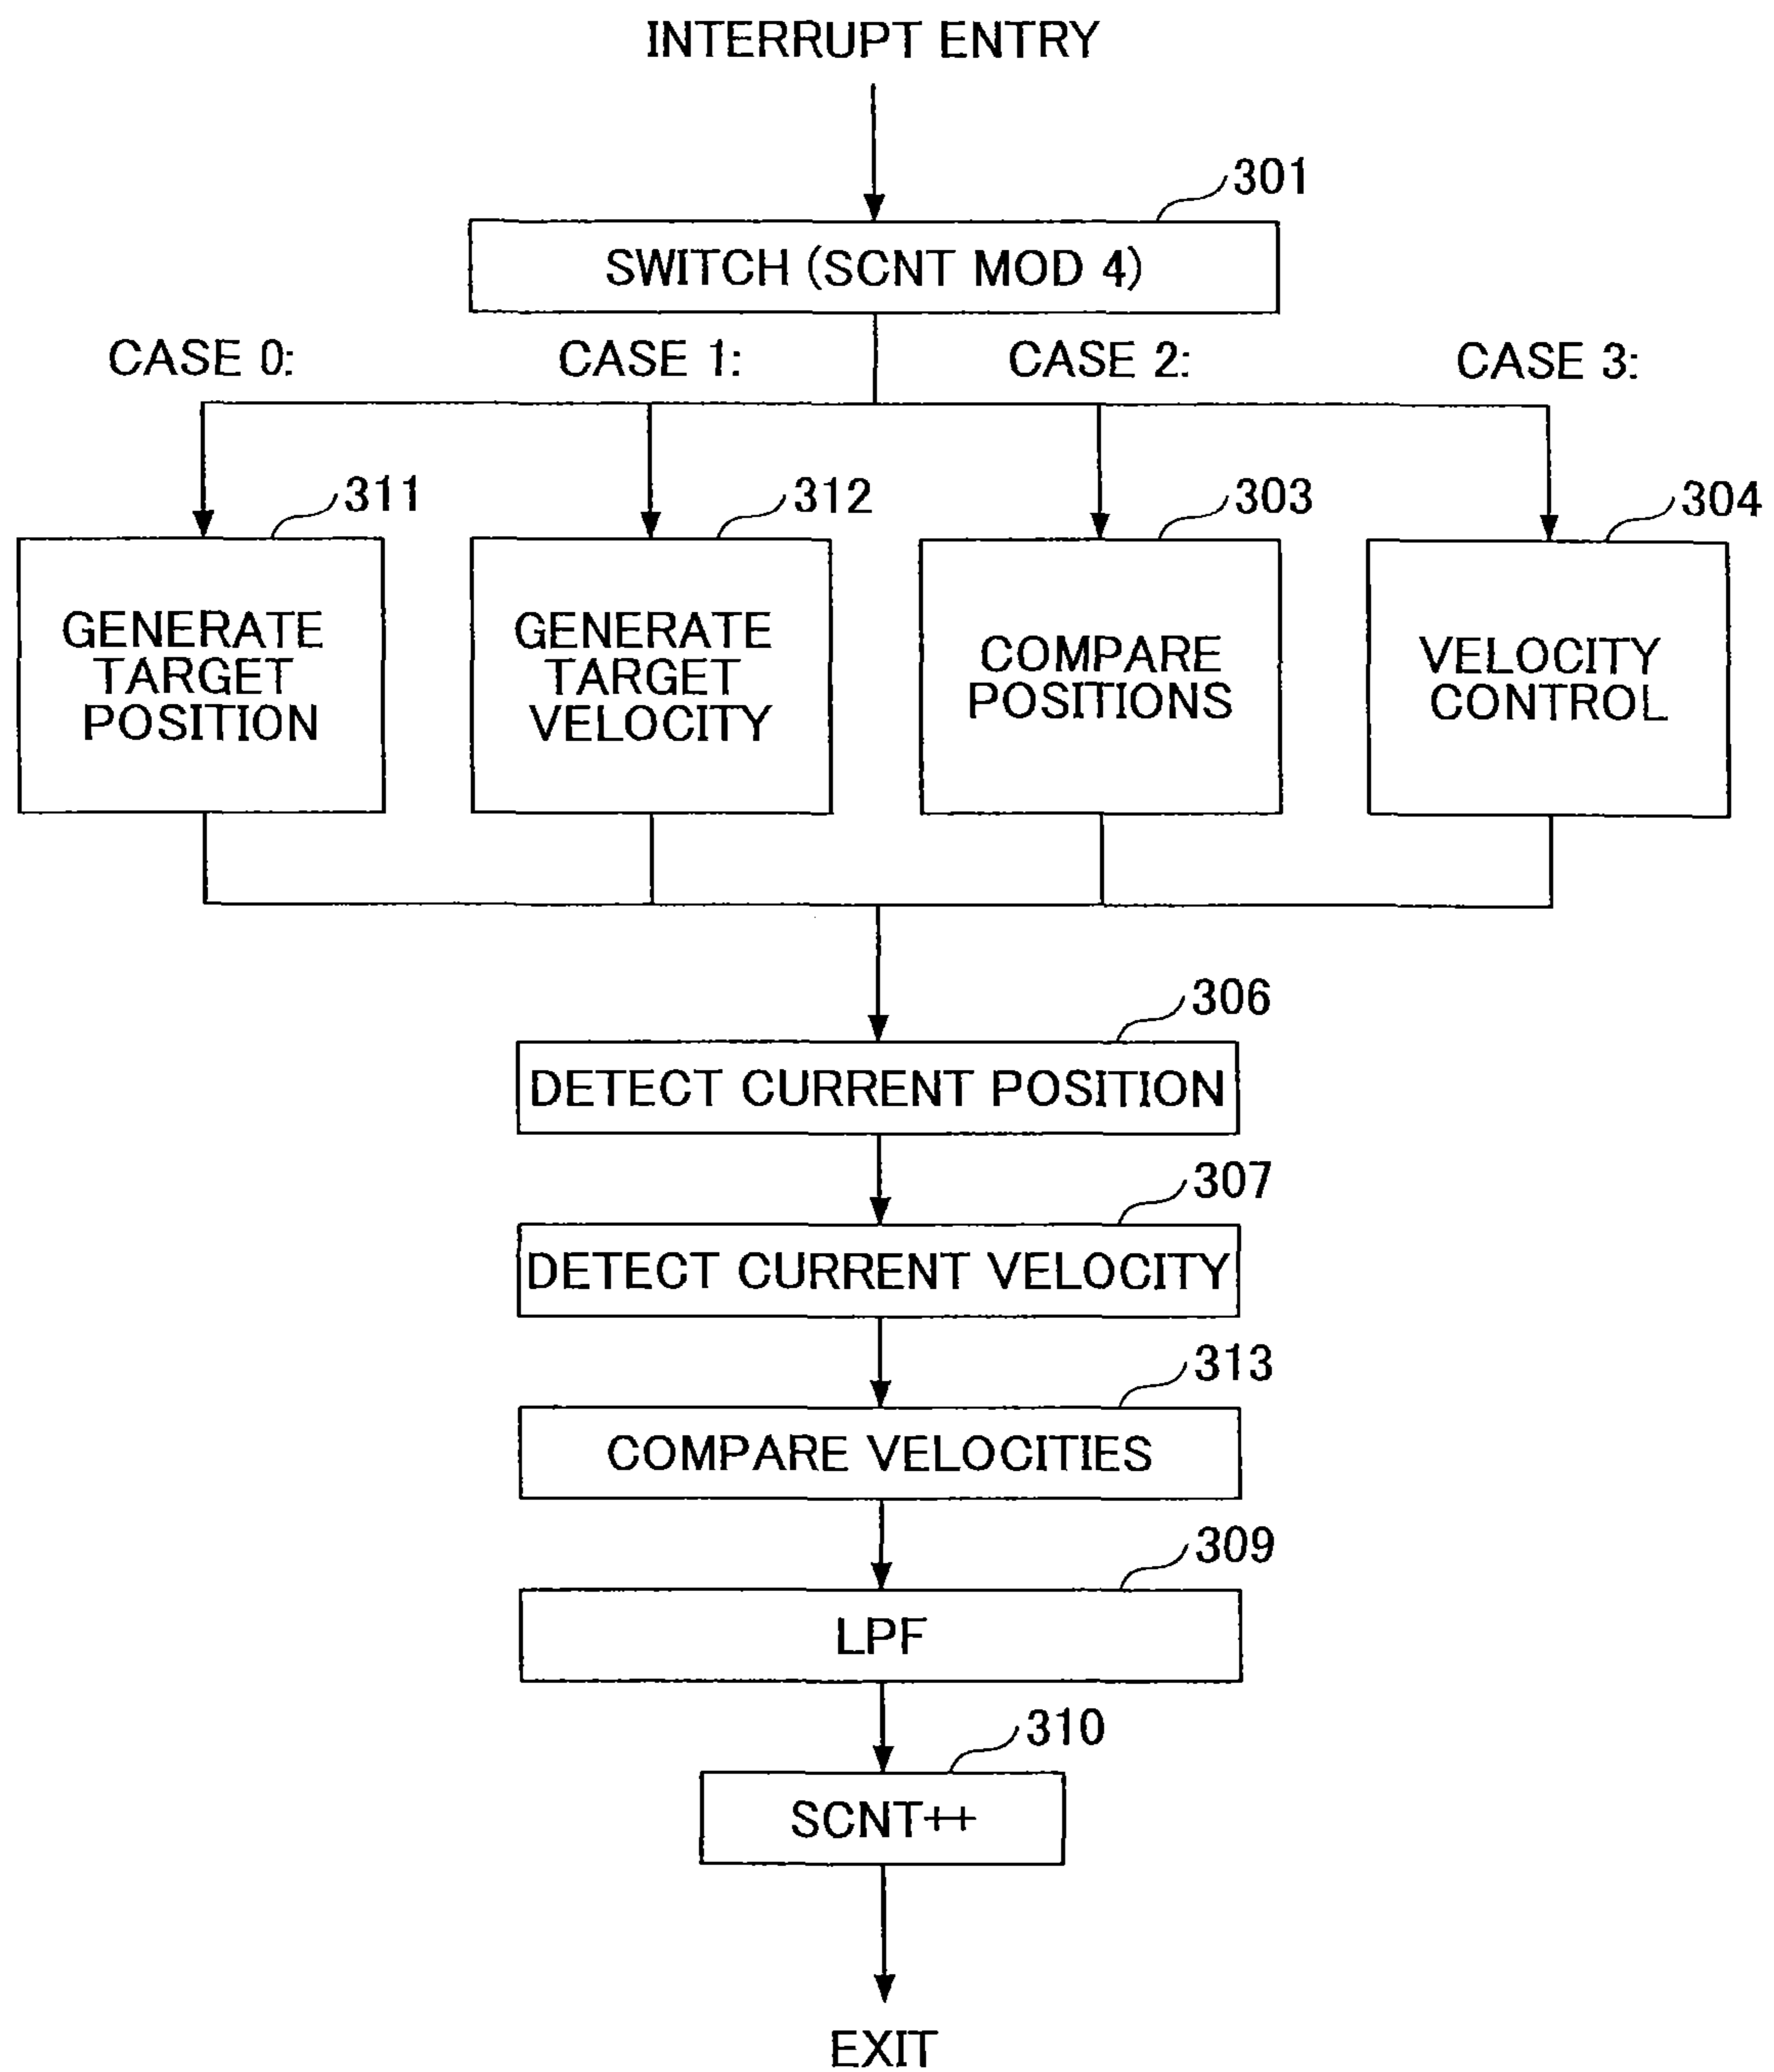 INTERRUPT ENTRY
301
SWITCH (SCNT MOD 4)
CASE 0:
CASE 1:
CASE 2:
CASE 3:
311
312
303
304
GENERATE
TARGET
POSITION
GENERATE
TARGET
VELOCITY
COMPARE
POSITIONS
VELOCITY
CONTROL
306
DETECT CURRENT POSITION
307
DETECT CURRENT VELOCITY
313
COMPARE VELOCITIES
309
LPF
310
SCNT++
EXIT